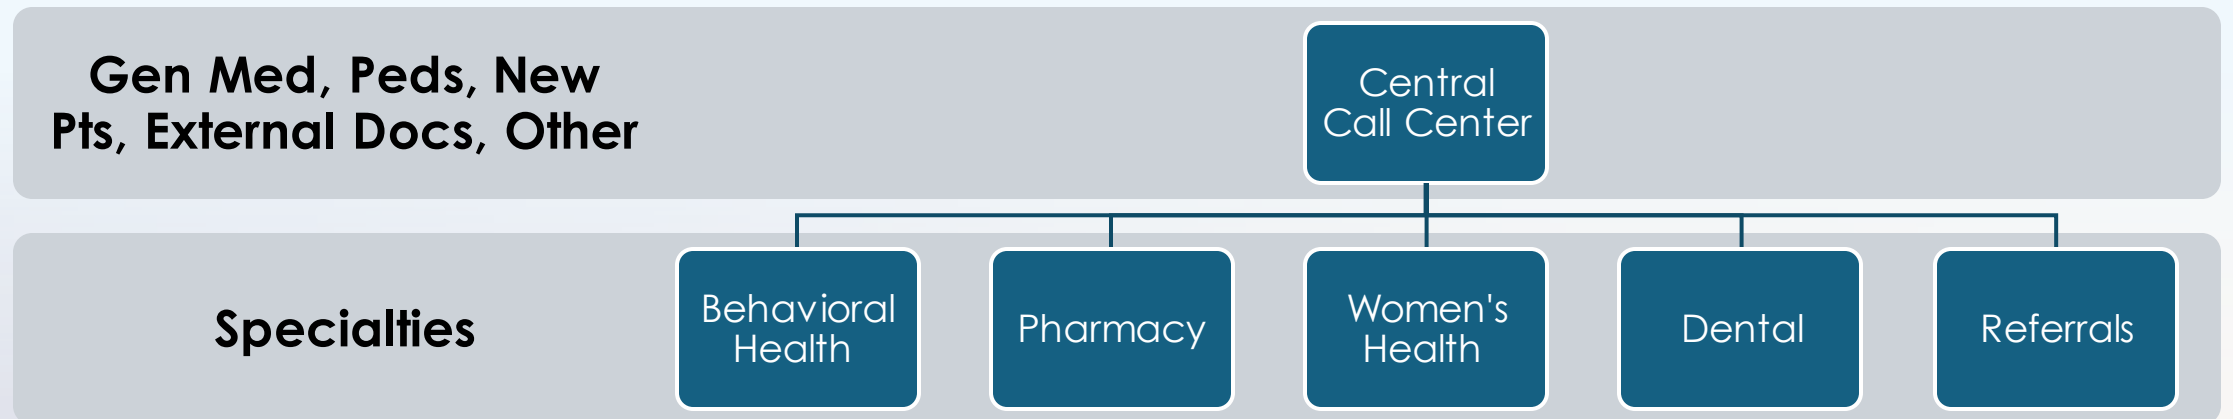 Gen Med, Peds, New
Pts, External Docs, Other
Central
Call Center
Specialties
Behavioral
Health
Pharmacy
Women's
Health
Dental
Referrals